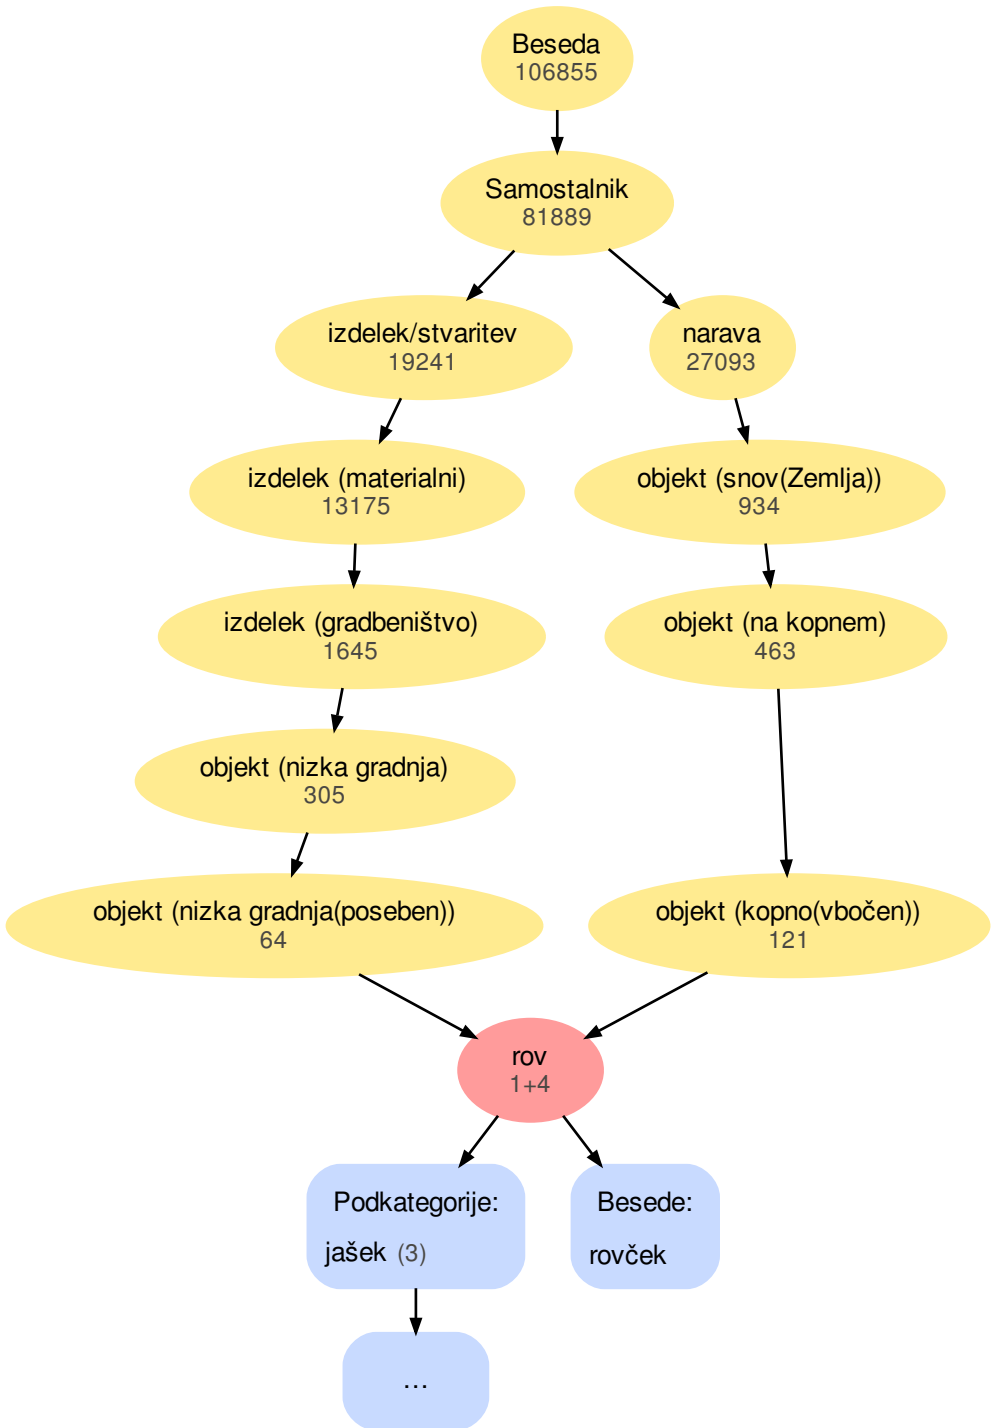 Beseda
106855
Samostalnik
81889
izdelek/stvaritev
19241
narava
27093
izdelek (materialni)
13175
objekt (snov(Zemlja))
934
izdelek (gradbeništvo)
1645
objekt (na kopnem)
463
objekt (nizka gradnja)
305
objekt (nizka gradnja(poseben))
64
objekt (kopno(vbočen))
121
rov
1+4
Podkategorije:
jašek (3)
Besede:
rovček
...